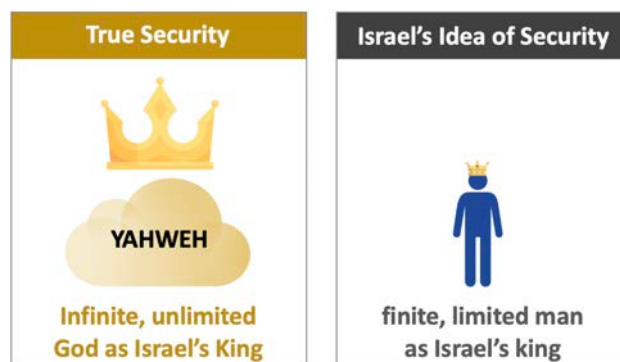 True Security
YAHWEH
Infinite, unlimited
God as Israel's King
Israel's Idea of Security
finite, limited man
as Israel's king